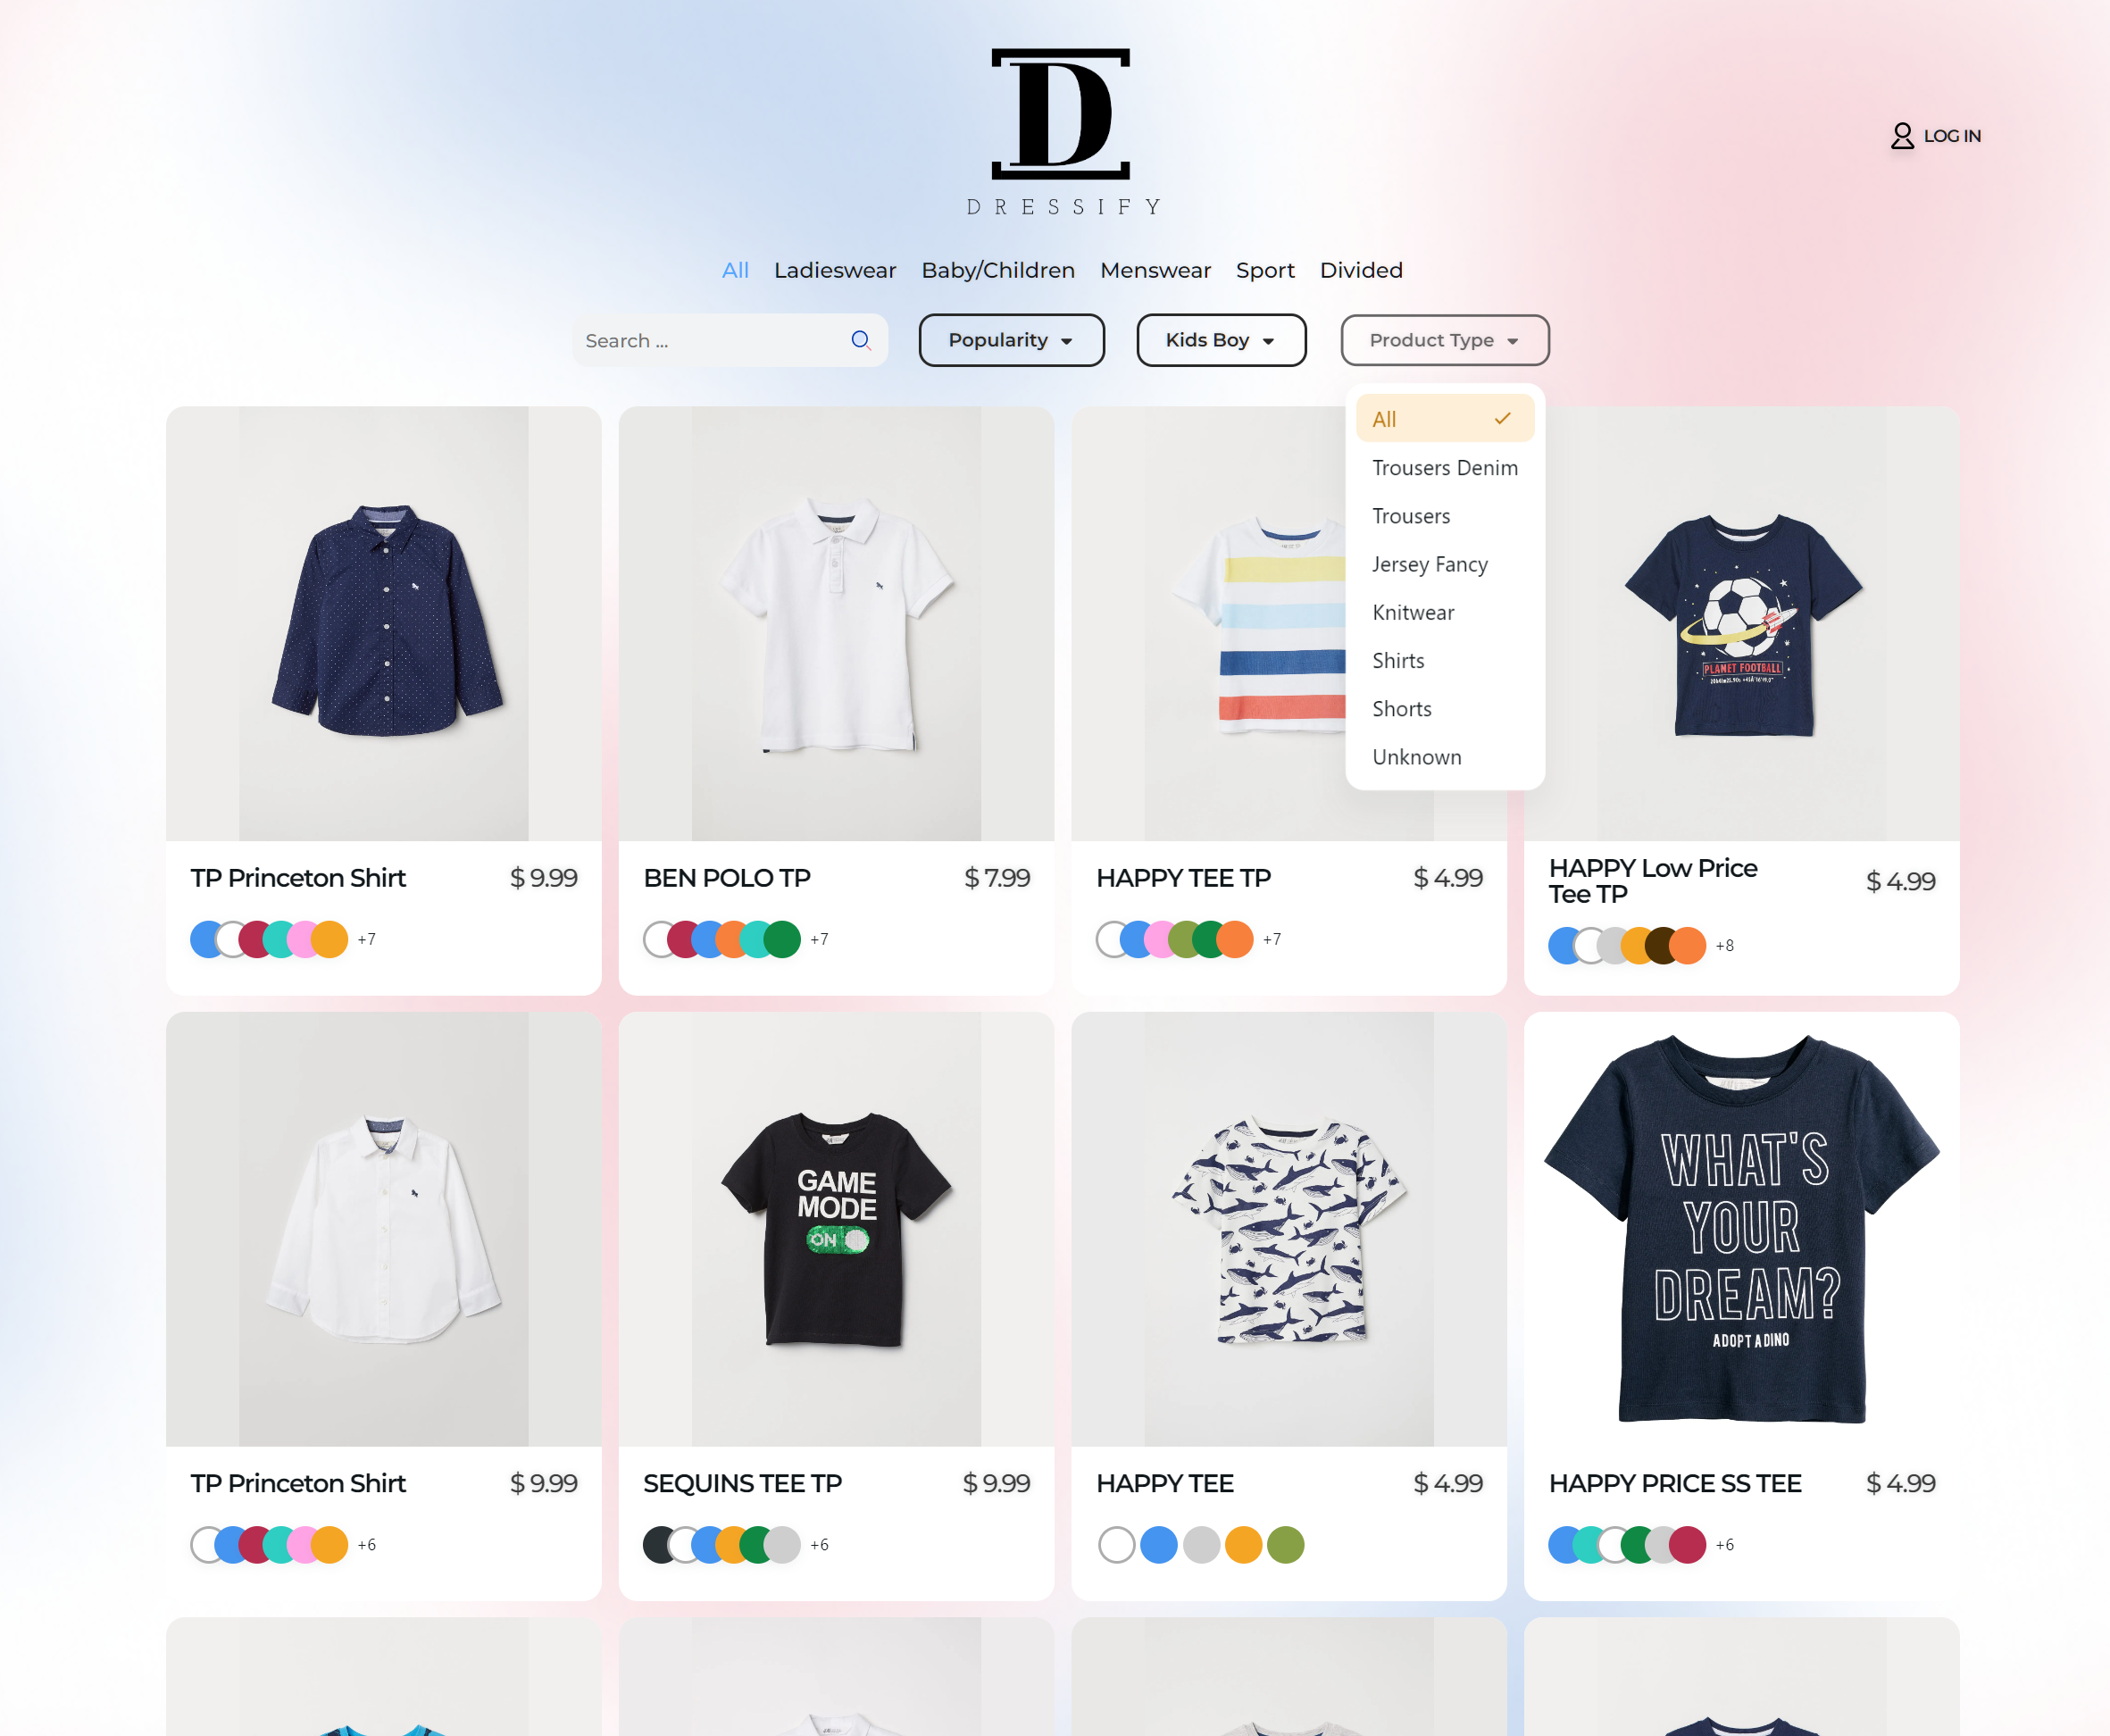 D
DRESSIFY
LOG IN
All Ladieswear Baby/Children Menswear Sport Divided
Search ...
Popularity
Kids Boy
Product Type
All
Trousers Denim
Trousers
Jersey Fancy
Knitwear
Shirts
Shorts
Unknown
PLANET FOOTBALL
TP Princeton Shirt $ 9.99
+7
BEN POLO TP $ 7.99
+7
HAPPY TEE TP $ 4.99
+7
HAPPY Low Price
Tee TP
$ 4.99
+8
GAME
MODE
ON
WHAT'S
YOUR
DREAM?
ADOPT A DINO
TP Princeton Shirt $ 9.99
+6
SEQUINS TEE TP $ 9.99
+6
HAPPY TEE $ 4.99
HAPPY PRICE SS TEE $ 4.99
+6